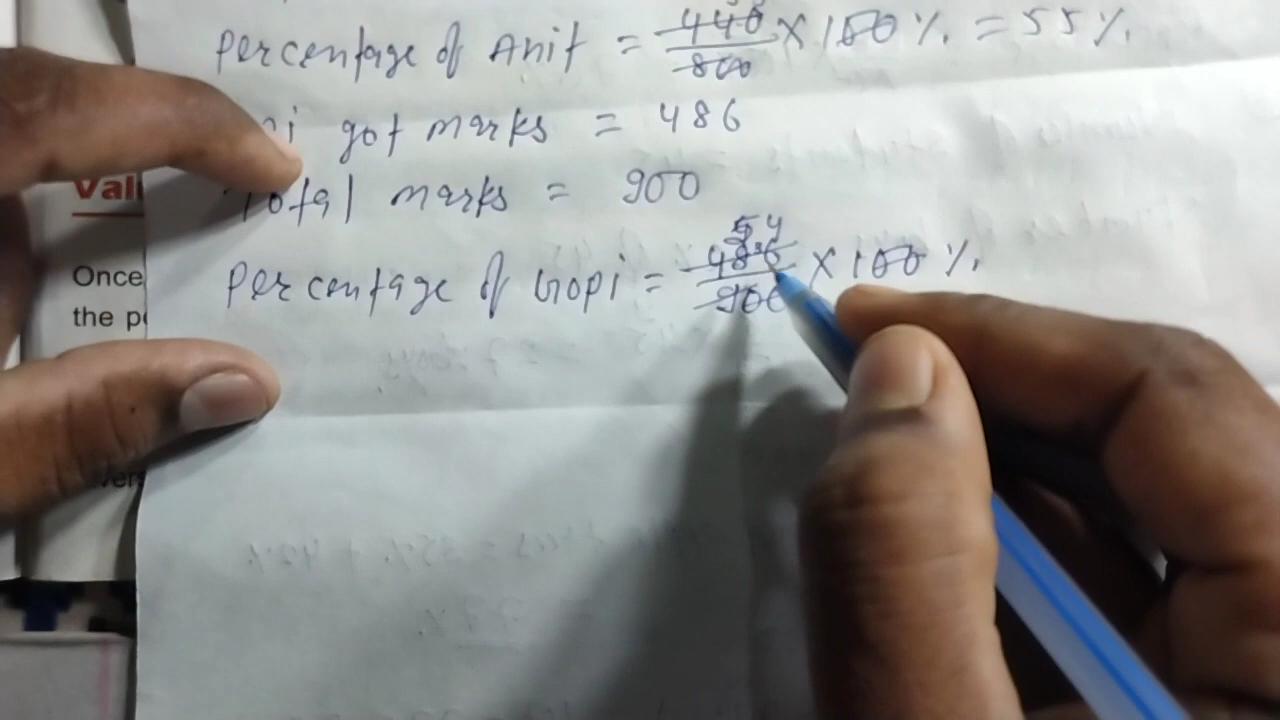 Percentage of Anit = 440/800 × 100 % = 55 %
pi got marks = 486
Total marks = 900
54
Percentage of Gopi = 486/900 × 100 %
Once
the p